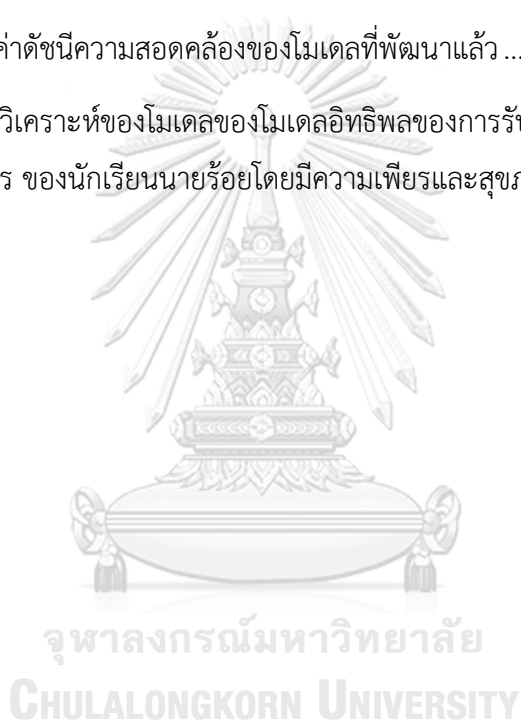 ค่าดัชนีความสอดคล้องของโมเดลที่พัฒนาแล้ว ...
วิเคราะห์ของโมเดลของโมเดลอิทธิพลของการรับ
ร ของนักเรียนนายร้อยโดยมีความเพียรและสุขภ
จุฬาลงกรณ์มหาวิทยาลัย
CHULALONGKORN UNIVERSITY